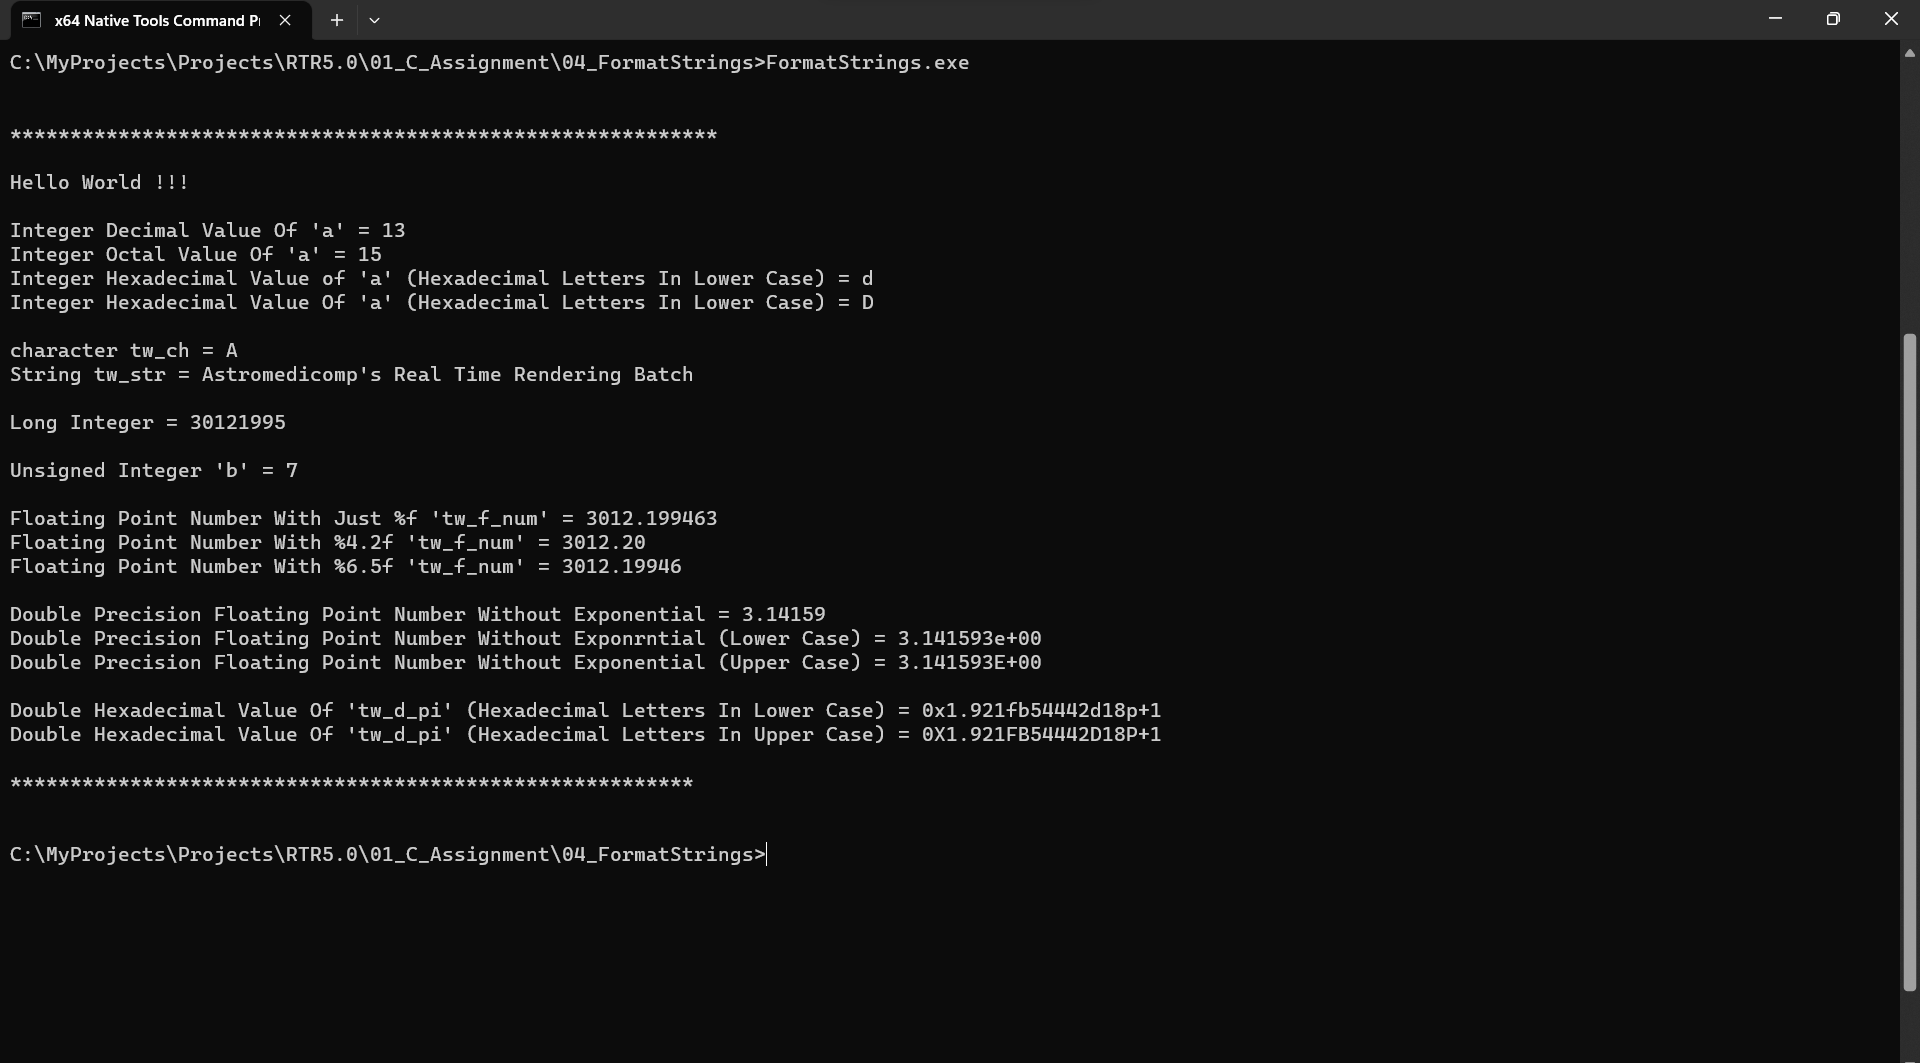 x64 Native Tools Command P
C:\MyProjects\Projects\RTR5.0\01_C_Assignment\04_FormatStrings>FormatStrings.exe
***********************************************************
Hello World !!!
Integer Decimal Value Of 'a' = 13
Integer Octal Value Of 'a' = 15
Integer Hexadecimal Value of 'a' (Hexadecimal Letters In Lower Case) = d
Integer Hexadecimal Value Of 'a' (Hexadecimal Letters In Lower Case) = D
character tw_ch = A
String tw_str = Astromedicomp's Real Time Rendering Batch
Long Integer = 30121995
Unsigned Integer 'b' = 7
Floating Point Number With Just %f 'tw_f_num' = 3012.199463
Floating Point Number With %4.2f 'tw_f_num' = 3012.20
Floating Point Number With %6.5f 'tw_f_num' = 3012.19946
Double Precision Floating Point Number Without Exponential = 3.14159
Double Precision Floating Point Number Without Exponrntial (Lower Case) = 3.141593e+00
Double Precision Floating Point Number Without Exponential (Upper Case) = 3.141593E+00
Double Hexadecimal Value Of 'tw_d_pi' (Hexadecimal Letters In Lower Case) = 0x1.921fb54442d18p+1
Double Hexadecimal Value Of 'tw_d_pi' (Hexadecimal Letters In Upper Case) = 0X1.921FB54442D18P+1
*********************************************************
C:\MyProjects\Projects\RTR5.0\01_C_Assignment\04_FormatStrings>